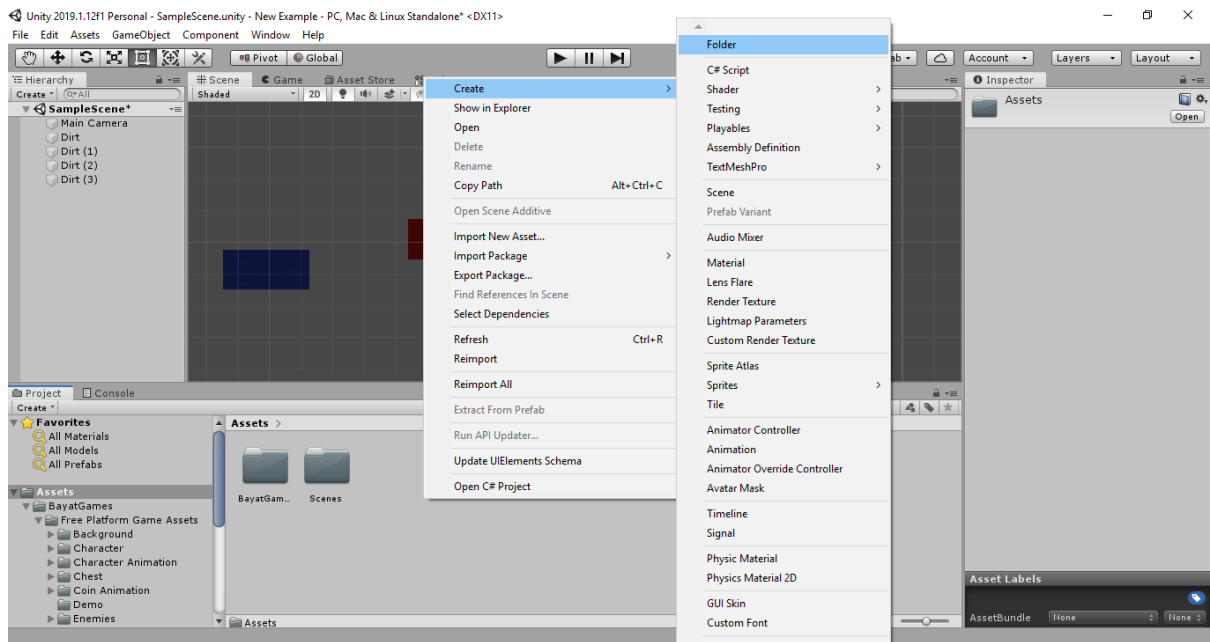 Unity 2019.1.12f1 Personal - SampleScene.unity - New Example - PC, Mac & Linux Standalone* <DX11>
File Edit Assets GameObject Component Window Help
Pivot Global
Account Layers Layout
Hierarchy
Create All
SampleScene*
Main Camera
Dirt
Dirt (1)
Dirt (2)
Dirt (3)
Scene Game Asset Store
Shaded 2D
Create
Show in Explorer
Open
Delete
Rename
Copy Path Alt+Ctrl+C
Open Scene Additive
Import New Asset...
Import Package
Export Package...
Find References In Scene
Select Dependencies
Refresh Ctrl+R
Reimport
Reimport All
Extract From Prefab
Run API Updater...
Update UIElements Schema
Open C# Project
Folder
C# Script
Shader
Testing
Playables
Assembly Definition
TextMeshPro
Scene
Prefab Variant
Audio Mixer
Material
Lens Flare
Render Texture
Lightmap Parameters
Custom Render Texture
Sprite Atlas
Sprites
Tile
Animator Controller
Animation
Animator Override Controller
Avatar Mask
Timeline
Signal
Physic Material
Physics Material 2D
GUI Skin
Custom Font
Inspector
Assets
Open
Asset Labels
AssetBundle None None
Project Console
Create
Favorites
All Materials
All Models
All Prefabs
Assets
BayatGames
Free Platform Game Assets
Background
Character
Character Animation
Chest
Coin Animation
Demo
Enemies
Assets >
BayatGam... Scenes
Assets